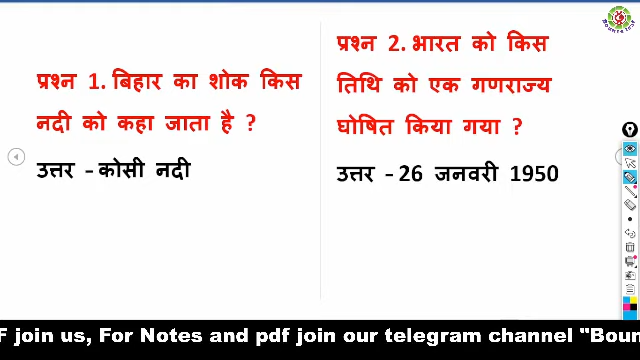 प्रश्न 1. बिहार का शोक किस
नदी को कहा जाता है ?
उत्तर - कोसी नदी
प्रश्न 2. भारत को किस
तिथि को एक गणराज्य
घोषित किया गया ?
उत्तर - 26 जनवरी 1950
F join us, For Notes and pdf join our telegram channel "Boun